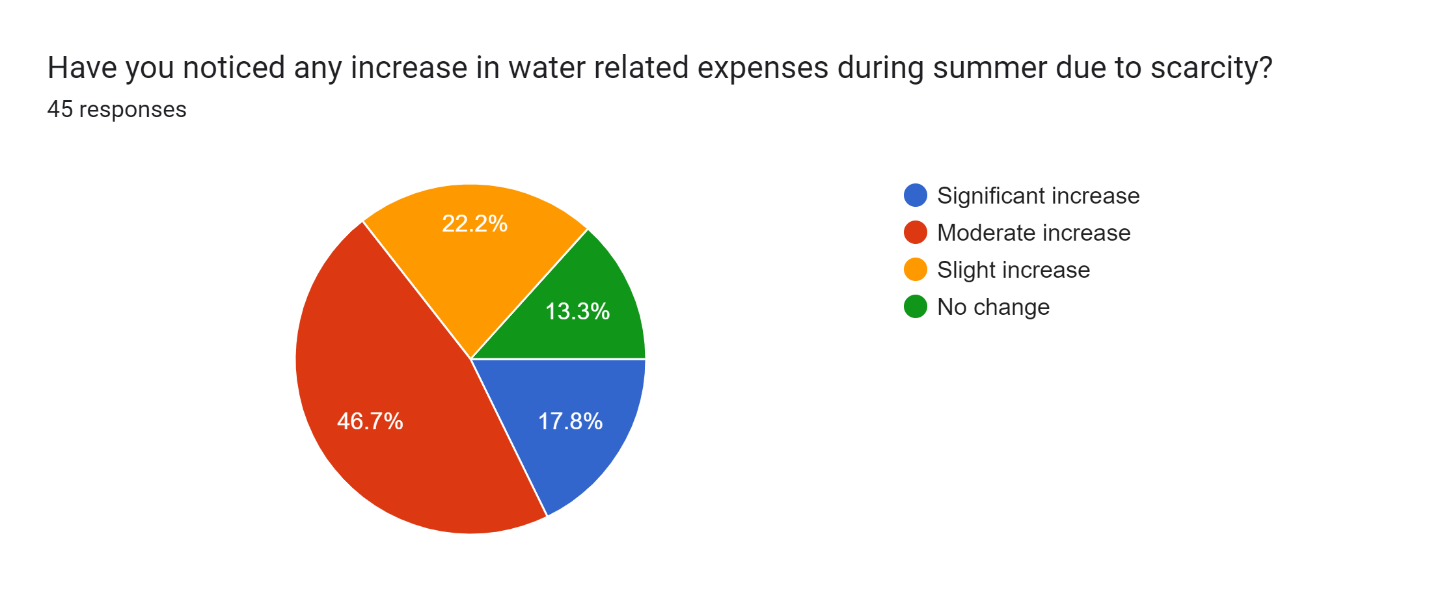 Have you noticed any increase in water related expenses during summer due to scarcity?
45 responses
22.2%
13.3%
46.7%
17.8%
Significant increase
Moderate increase
Slight increase
No change